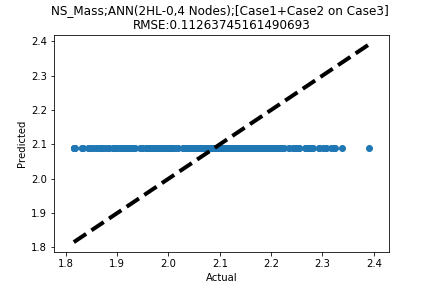 NS_Mass;ANN(2HL-0,4 Nodes);[Case1+Case2 on Case3]
RMSE:0.11263745161490693
2.4
2.3
2.2
2.1
2.0
1.9
1.8
Predicted
1.8 1.9 2.0 2.1 2.2 2.3 2.4
Actual